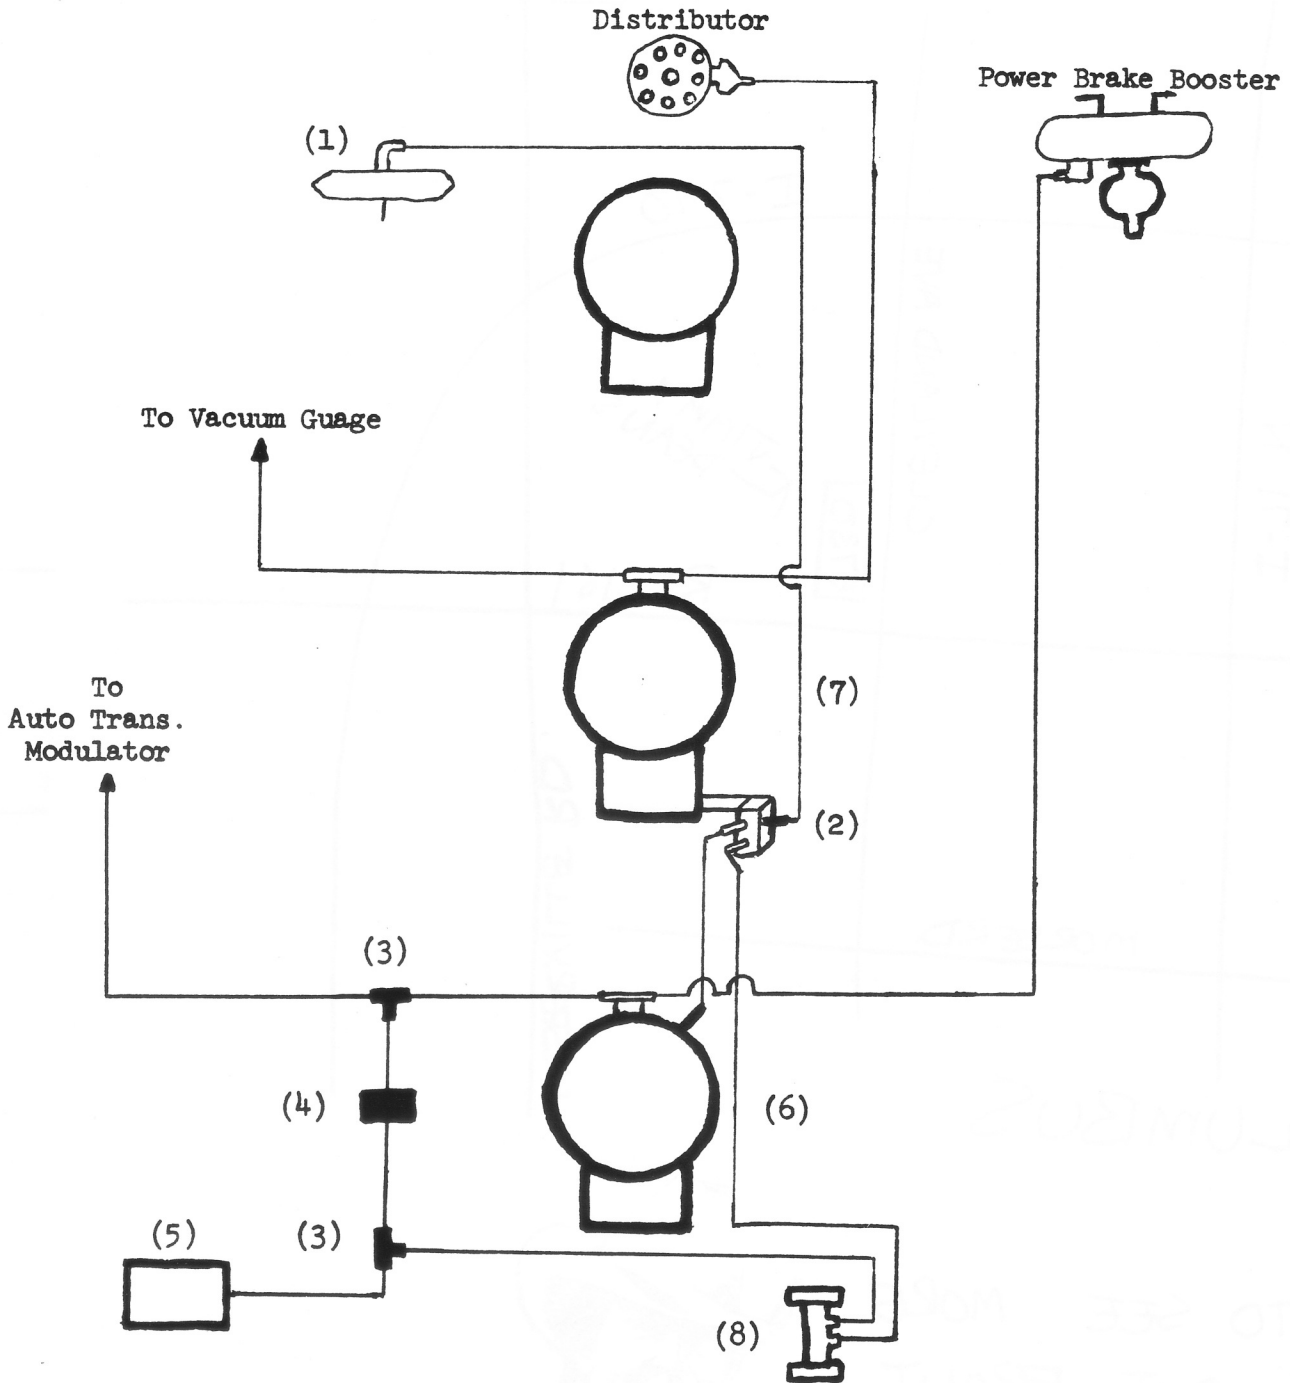 Distributor
Power Brake Booster
(1)
To Vacuum Guage
To
Auto Trans.
Modulator
(7)
(2)
(3)
(4)
(6)
(5)
(3)
(8)